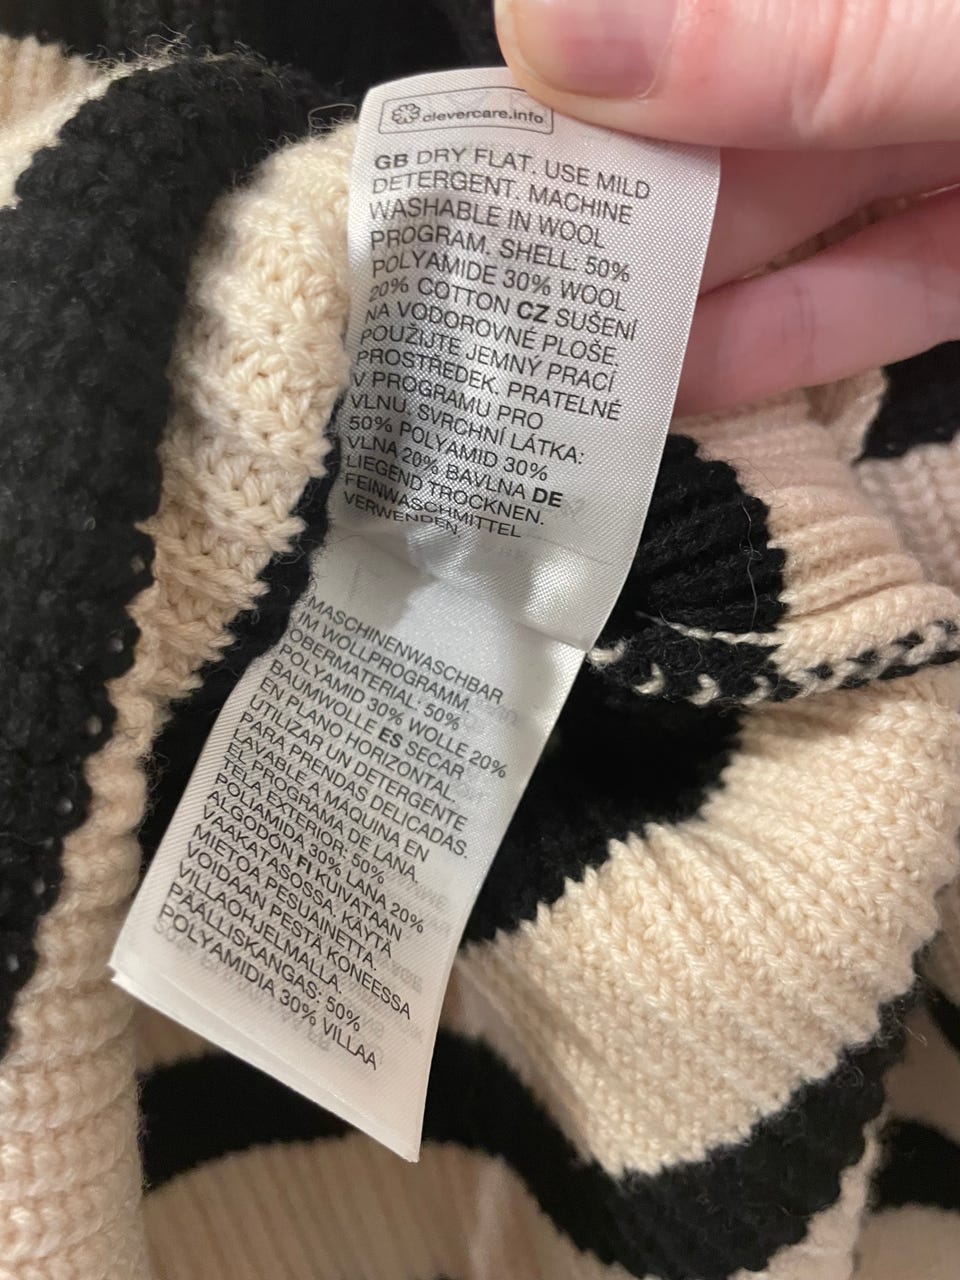 clevercare.info
GB DRY FLAT. USE MILD
DETERGENT. MACHINE
WASHABLE IN WOOL
PROGRAM. SHELL: 50%
POLYAMIDE 30% WOOL
20% COTTON CZ SUŠENÍ
NA VODOROVNÉ PLOŠE.
POUŽIJTE JEMNÝ PRACÍ
PROSTŘEDEK. PRATELNÉ
V PROGRAMU PRO
VLNU. SVRCHNÍ LÁTKA:
50% POLYAMID 30%
VLNA 20% BAVLNA DE
LIEGEND TROCKNEN.
FEINWASCHMITTEL
VERWENDEN.
MASCHINENWASCHBAR
IM WOLLPROGRAMM.
OBERMATERIAL: 50%
POLYAMID 30% WOLLE 20%
BAUMWOLLE ES SECAR
EN PLANO HORIZONTAL.
UTILIZAR UN DETERGENTE
PARA PRENDAS DELICADAS.
LAVABLE A MÁQUINA EN
EL PROGRAMA DE LANA.
TELA EXTERIOR: 50%
POLIAMIDA 30% LANA 20%
ALGODÓN FI KUIVATAAN
VAAKATASOSSA. KÄYTÄ
MIETOA PESUAINETTA.
VOIDAAN PESTÄ KONEESSA
VILLAOHJELMALLA.
PÄÄLLISKANGAS: 50%
POLYAMIDIA 30% VILLAA